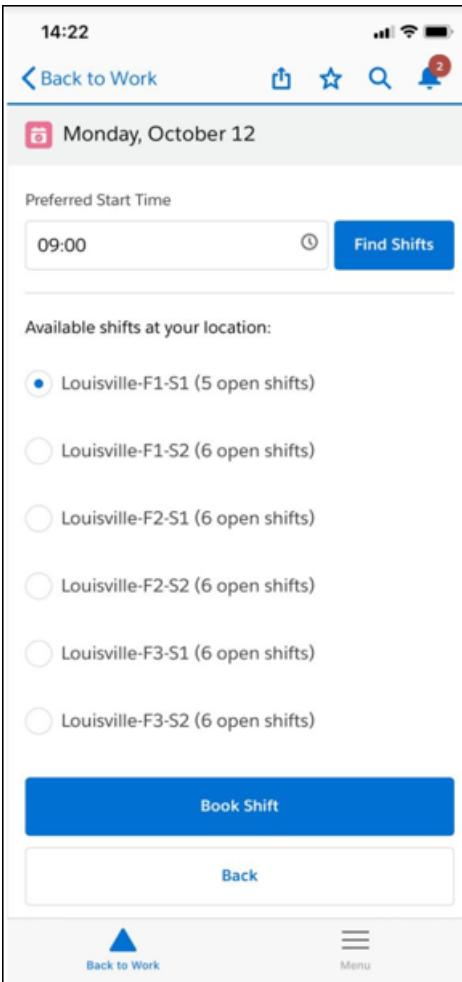 14:22
Back to Work
2
Monday, October 12
Preferred Start Time
09:00
Find Shifts
Available shifts at your location:
Louisville-F1-S1 (5 open shifts)
Louisville-F1-S2 (6 open shifts)
Louisville-F2-S1 (6 open shifts)
Louisville-F2-S2 (6 open shifts)
Louisville-F3-S1 (6 open shifts)
Louisville-F3-S2 (6 open shifts)
Book Shift
Back
Back to Work
Menu